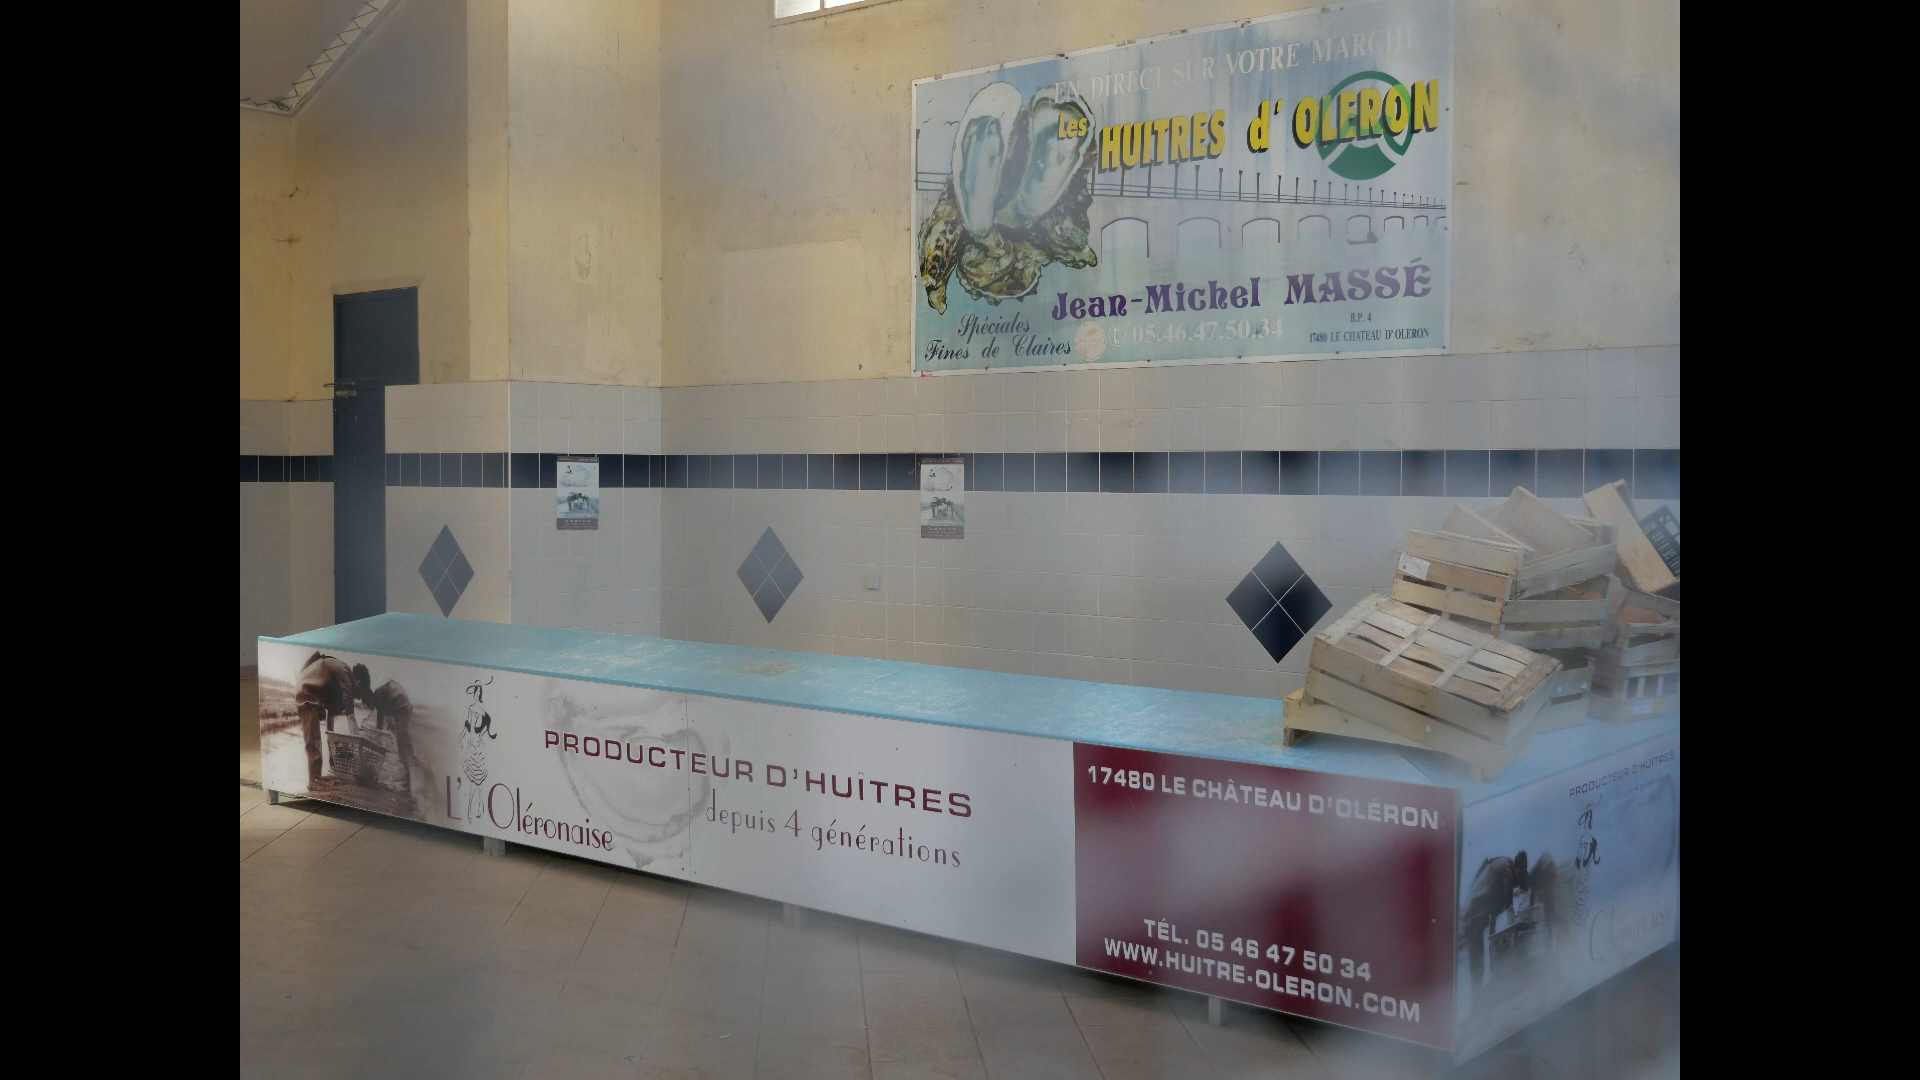 EN DIRECT SUR VOTRE MARCHÉ
Les HUITRES d' OLERON
Jean-Michel MASSÉ
Spéciales
Fines de Claires
05.46.47.50.34
B.P. 4
17480 LE CHATEAU D'OLERON
L'Oléronaise
PRODUCTEUR D'HUÎTRES
depuis 4 générations
17480 LE CHÂTEAU D'OLÉRON
TÉL. 05 46 47 50 34
WWW.HUITRE-OLERON.COM
PRODUCTEUR D'HUÎTRES